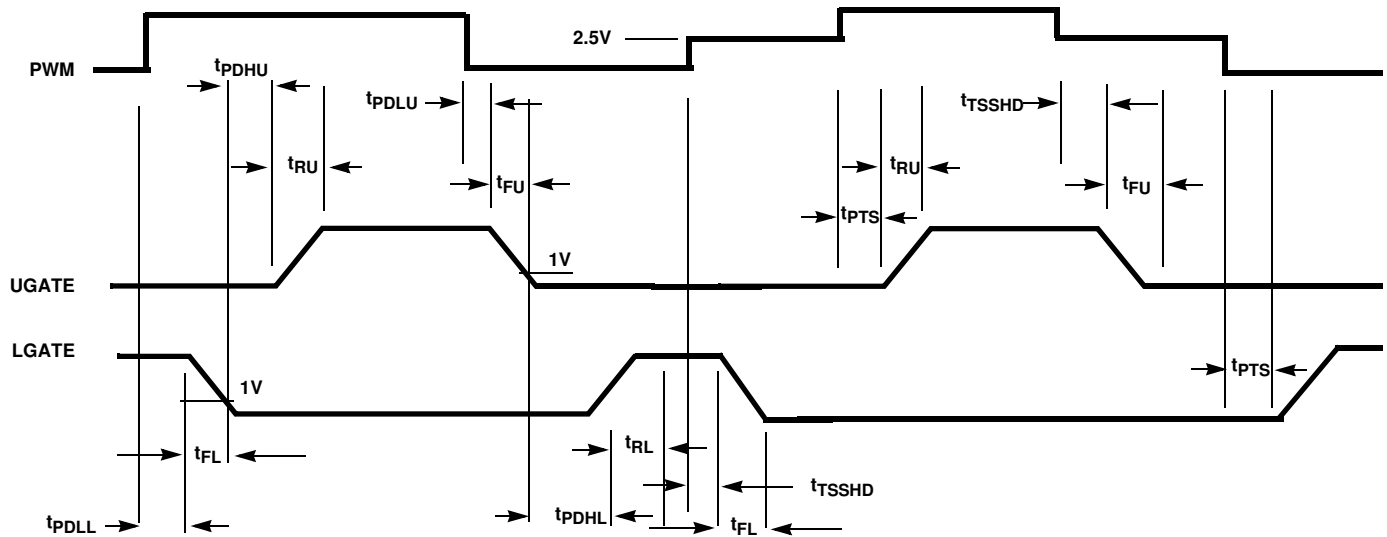 2.5V
PWM
tPDHU
tPDLU
tTSSHD
tRU
tFU
tRU
tFU
tPTS
1V
UGATE
LGATE
tPTS
1V
tRL
tFL
tTSSHD
tPDLL
tPDHL
tFL